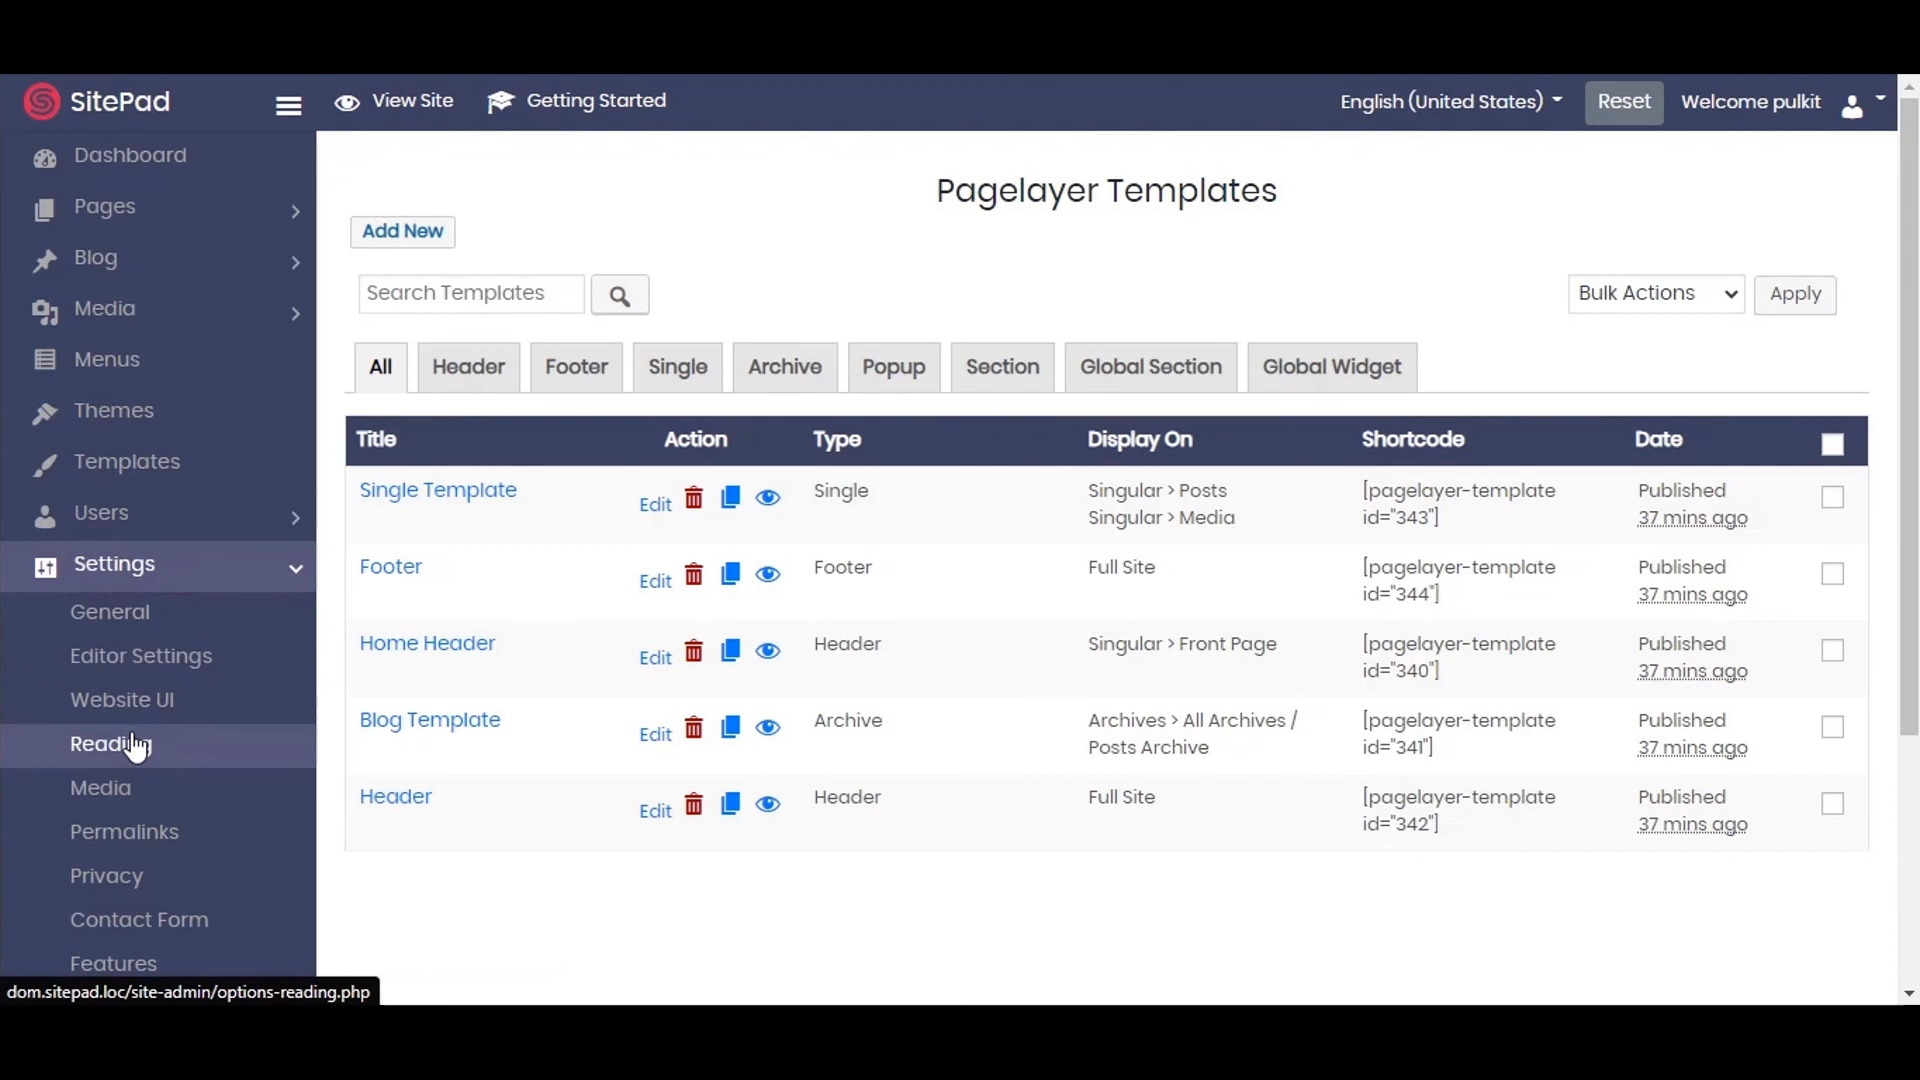 SitePad
View Site
Getting Started
English (United States)
Reset
Welcome pulkit
Dashboard
Pages
Blog
Media
Menus
Themes
Templates
Users
Settings
General
Editor Settings
Website UI
Reading
Media
Permalinks
Privacy
Contact Form
Features
dom.sitepad.loc/site-admin/options-reading.php
Pagelayer Templates
Add New
Search Templates
Bulk Actions
Apply
All Header Footer Single Archive Popup Section Global Section Global Widget
Title Action Type Display On Shortcode Date
Single Template Edit Single Singular > Posts [pagelayer-template Published
Singular > Media id="343"] 37 mins ago
Footer Edit Footer Full Site [pagelayer-template Published
id="344"] 37 mins ago
Home Header Edit Header Singular > Front Page [pagelayer-template Published
id="340"] 37 mins ago
Blog Template Edit Archive Archives > All Archives / [pagelayer-template Published
Posts Archive id="341"] 37 mins ago
Header Edit Header Full Site [pagelayer-template Published
id="342"] 37 mins ago